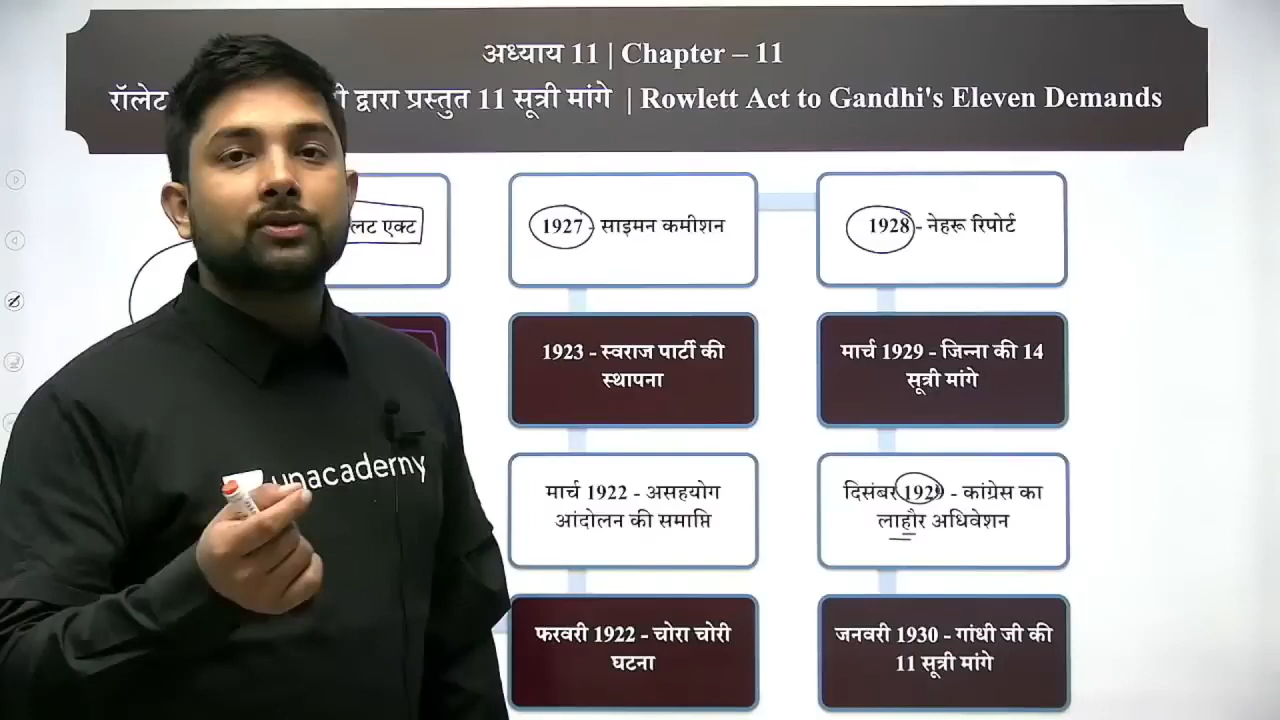 अध्याय 11 | Chapter – 11
रॉलेट द्वारा प्रस्तुत 11 सूत्री मांगे | Rowlett Act to Gandhi's Eleven Demands
एक्ट
1927 - साइमन कमीशन
1928 - नेहरू रिपोर्ट
1923 - स्वराज पार्टी की
स्थापना
मार्च 1929 - जिन्ना की 14
सूत्री मांगे
unacademy
मार्च 1922 - असहयोग
आंदोलन की समाप्ति
दिसंबर 1929 - कांग्रेस का
लाहौर अधिवेशन
फरवरी 1922 - चोरा चोरी
घटना
जनवरी 1930 - गांधी जी की
11 सूत्री मांगे